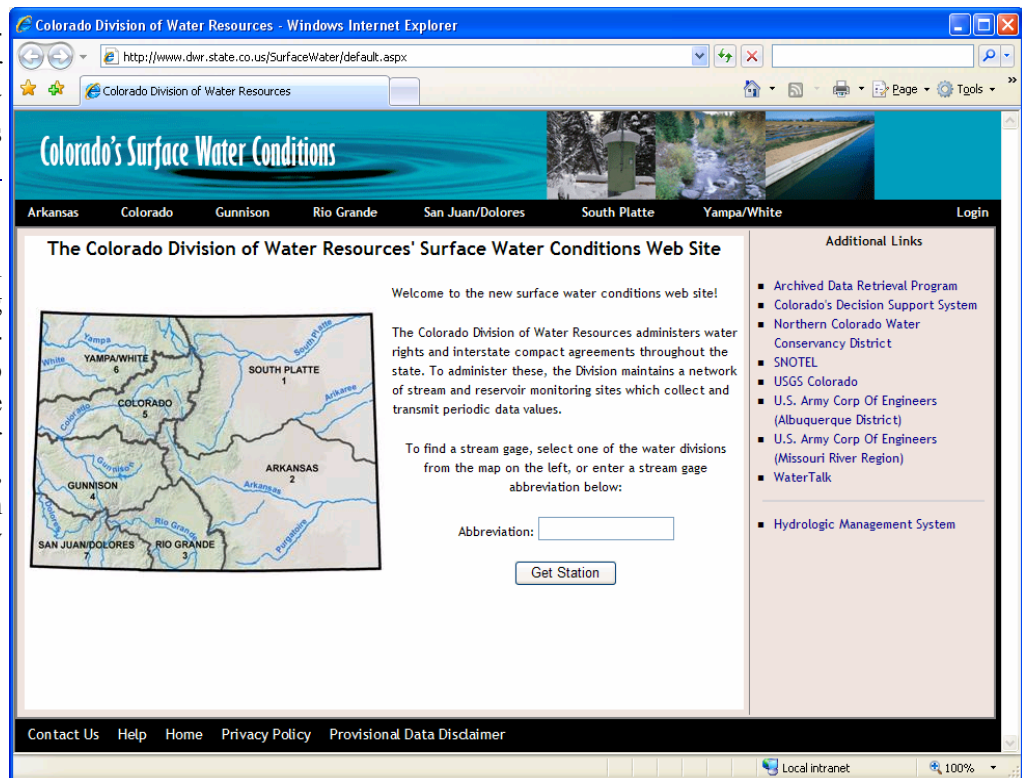 Colorado Division of Water Resources - Windows Internet Explorer
http://www.dwr.state.co.us/SurfaceWater/default.aspx
Colorado Division of Water Resources
Page
Tools
»
Colorado's Surface Water Conditions
Arkansas Colorado Gunnison Rio Grande San Juan/Dolores South Platte Yampa/White Login
The Colorado Division of Water Resources' Surface Water Conditions Web Site
Welcome to the new surface water conditions web site!
The Colorado Division of Water Resources administers water
rights and interstate compact agreements throughout the
state. To administer these, the Division maintains a network
of stream and reservoir monitoring sites which collect and
transmit periodic data values.
To find a stream gage, select one of the water divisions
from the map on the left, or enter a stream gage
abbreviation below:
Abbreviation:
Get Station
Yampa
White
YAMPA/WHITE
6
South Platte
SOUTH PLATTE
1
Arikaree
COLORADO
5
Colorado
Gunnison
GUNNISON
4
ARKANSAS
2
Arkansas
Dolores
Rio Grande
Purgatoire
SAN JUAN/DOLORES
7
RIO GRANDE
3
Additional Links
Archived Data Retrieval Program
Colorado's Decision Support System
Northern Colorado Water
Conservancy District
SNOTEL
USGS Colorado
U.S. Army Corp Of Engineers
(Albuquerque District)
U.S. Army Corp Of Engineers
(Missouri River Region)
WaterTalk
Hydrologic Management System
Contact Us Help Home Privacy Policy Provisional Data Disclaimer
Local intranet
100%